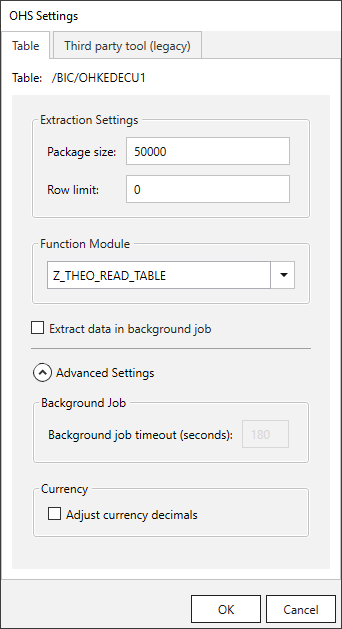 OHS Settings
Table
Third party tool (legacy)
Table: /BIC/OHKEDECU1
Extraction Settings
Package size: 50000
Row limit: 0
Function Module
Z_THEO_READ_TABLE
Extract data in background job
Advanced Settings
Background Job
Background job timeout (seconds): 180
Currency
Adjust currency decimals
OK
Cancel